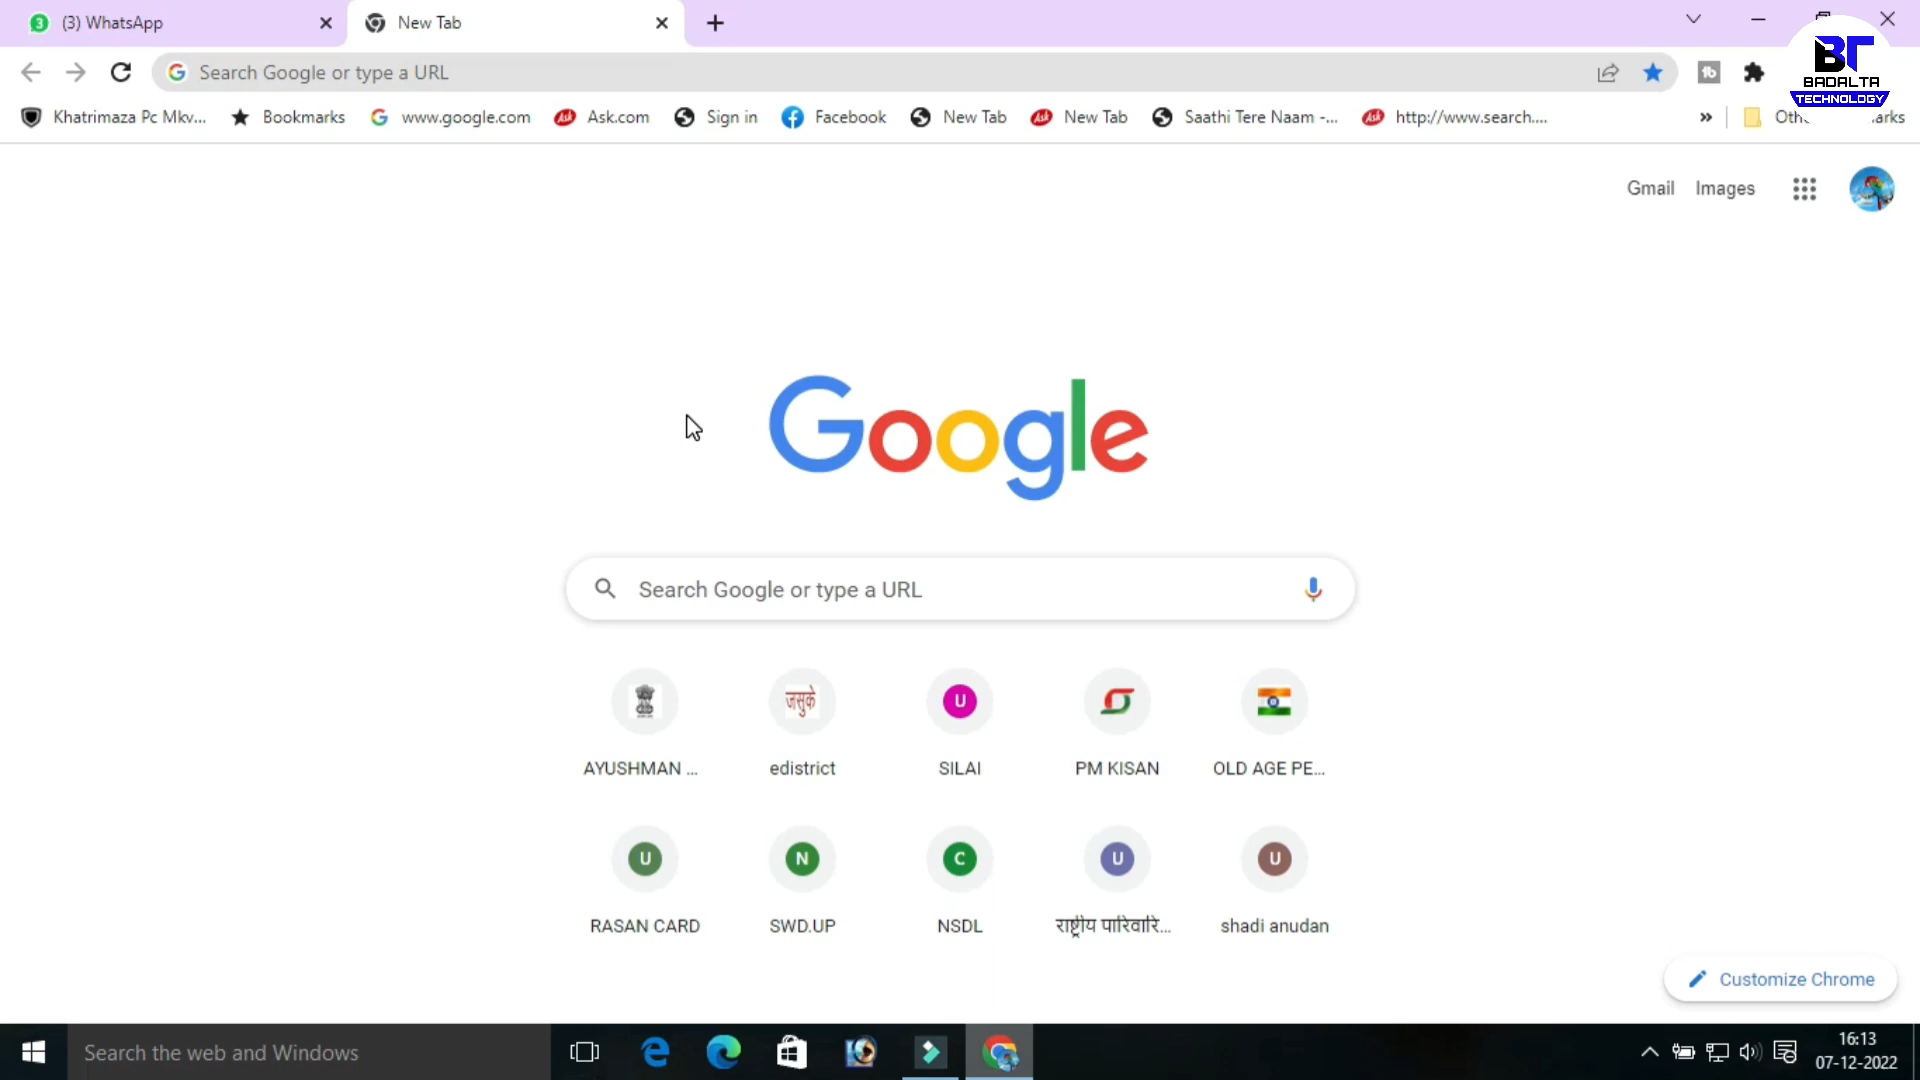 3 (3) WhatsApp New Tab
Search Google or type a URL
Khatrimaza Pc Mkv... Bookmarks www.google.com Ask.com Sign in Facebook New Tab New Tab Saathi Tere Naam -... http://www.search....
BT
BADALTA
TECHNOLOGY
Gmail Images
Google
Search Google or type a URL
जसुके U
AYUSHMAN ... edistrict SILAI PM KISAN OLD AGE PE...
U N C U U
RASAN CARD SWD.UP NSDL राष्ट्रीय पारिवारि... shadi anudan
Customize Chrome
Search the web and Windows
16:13
07-12-2022